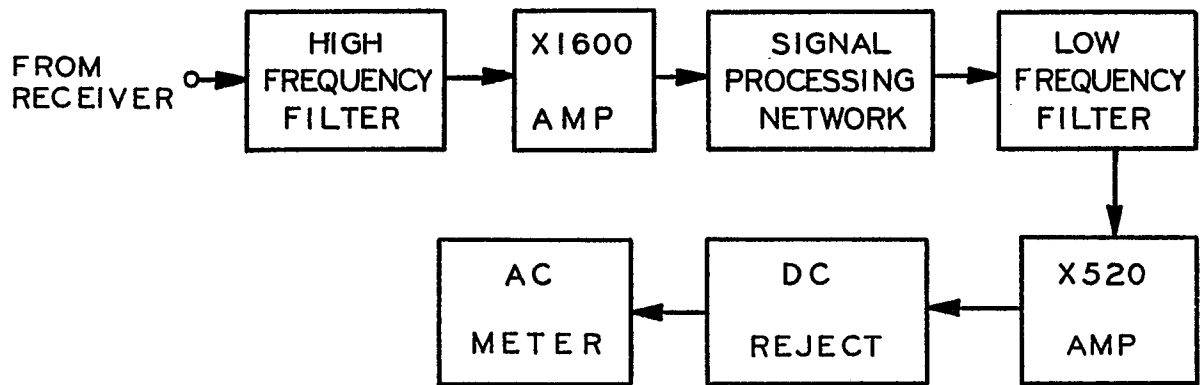 FROM
RECEIVER
HIGH
FREQUENCY
FILTER
X1600
AMP
SIGNAL
PROCESSING
NETWORK
LOW
FREQUENCY
FILTER
X520
AMP
DC
REJECT
AC
METER